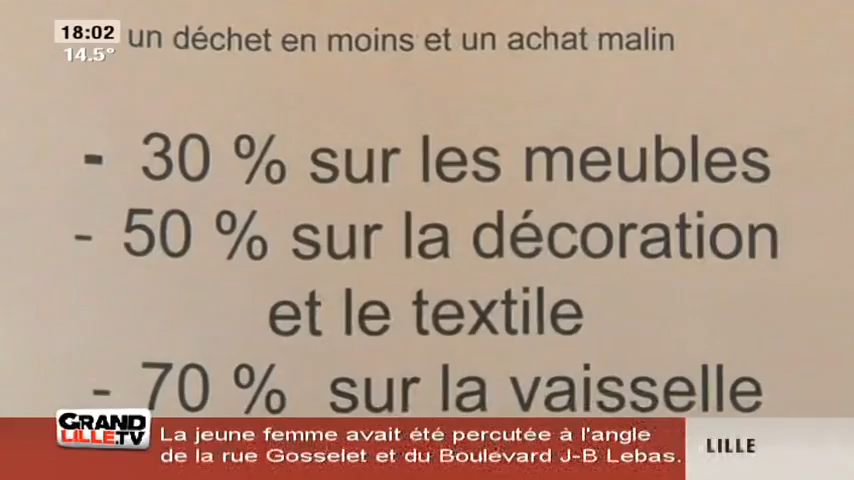 18:02
14.5°
un déchet en moins et un achat malin
- 30 % sur les meubles
- 50 % sur la décoration
et le textile
- 70 % sur la vaisselle
GRAND
LILLE.TV
La jeune femme avait été percutée à l'angle
de la rue Gosselet et du Boulevard J-B Lebas.
LILLE